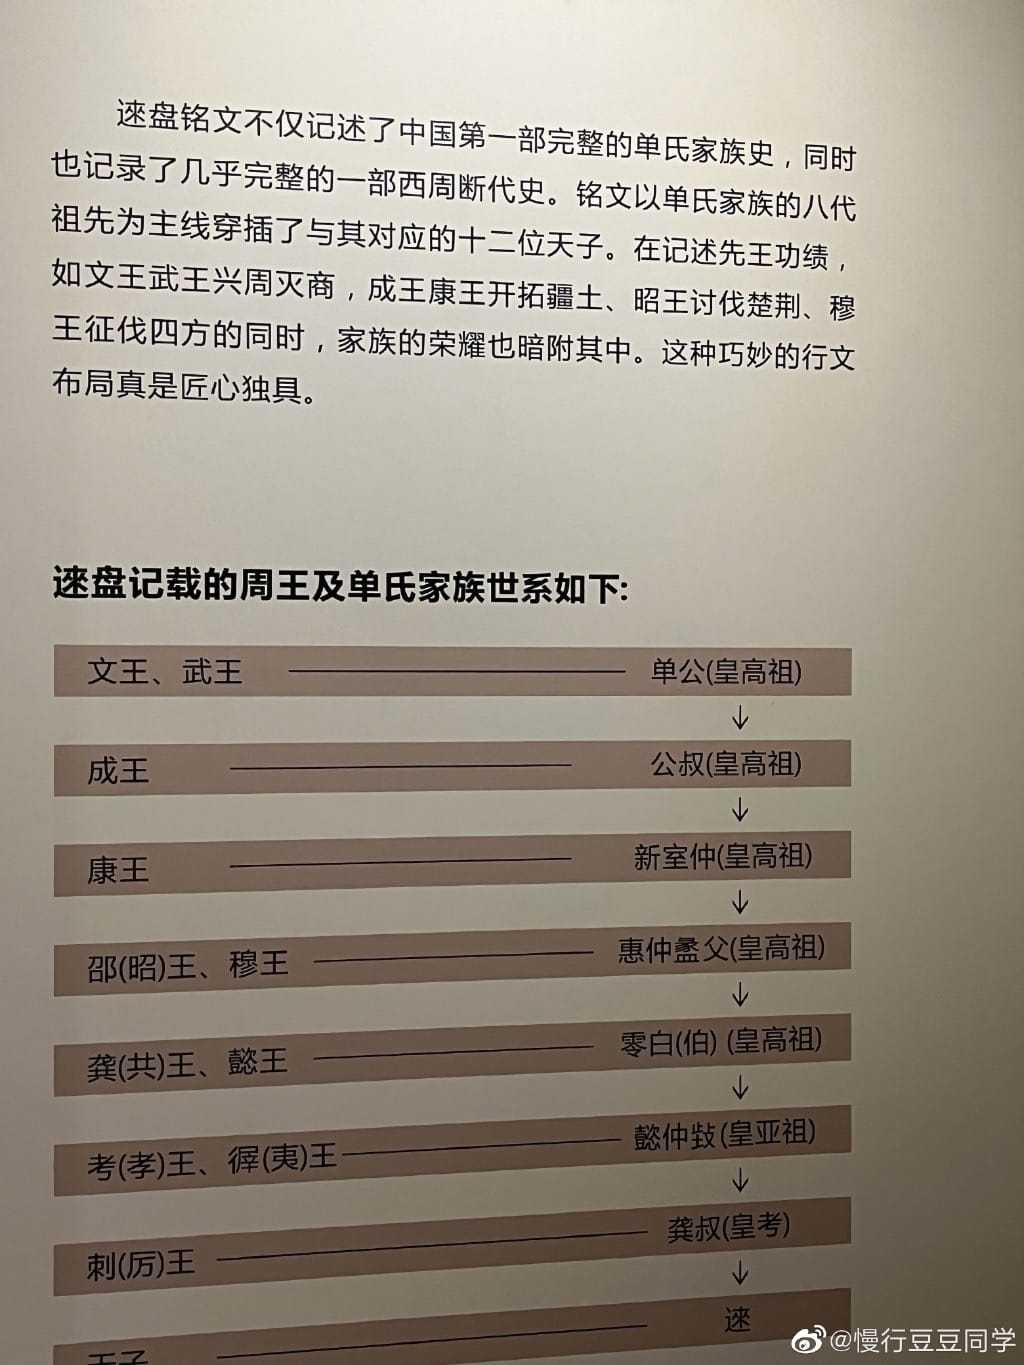 逨盘铭文不仅记述了中国第一部完整的单氏家族史，同时
也记录了几乎完整的一部西周断代史。铭文以单氏家族的八代
祖先为主线穿插了与其对应的十二位天子。在记述先王功绩，
如文王武王兴周灭商，成王康王开拓疆土、昭王讨伐楚荆、穆
王征伐四方的同时，家族的荣耀也暗附其中。这种巧妙的行文
布局真是匠心独具。
逨盘记载的周王及单氏家族世系如下:
文王、武王 单公(皇高祖)
↓
成王 公叔(皇高祖)
↓
康王 新室仲(皇高祖)
↓
邵(昭)王、穆王 惠仲盠父(皇高祖)
↓
龚(共)王、懿王 零白(伯) (皇高祖)
↓
考(孝)王、徲(夷)王 懿仲㪤(皇亚祖)
↓
刺(厉)王 龚叔(皇考)
↓
天子 逨
@慢行豆豆同学